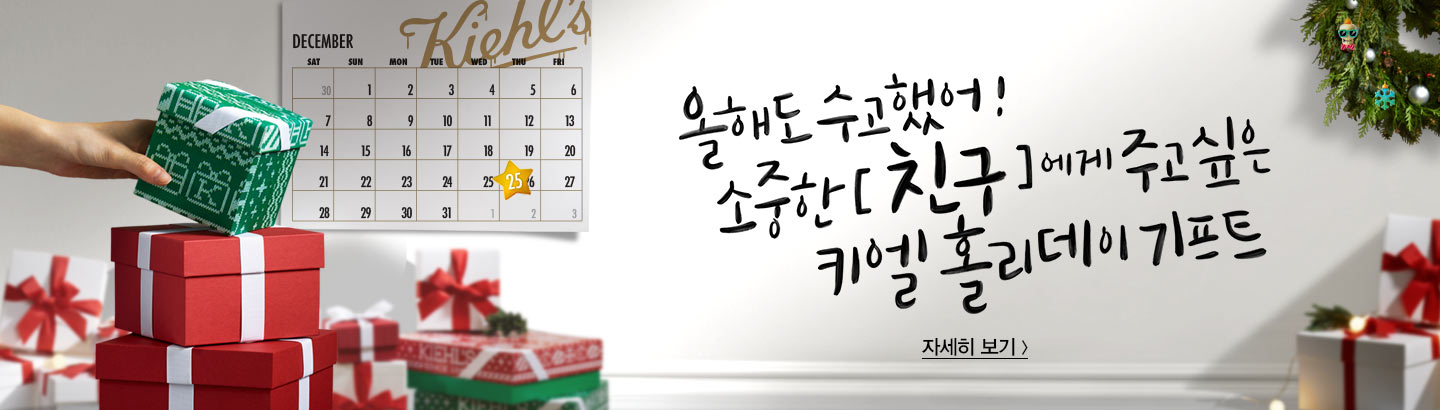 Kiehl's
DECEMBER
SAT SUN MON TUE WED THU FRI
30 1 2 3 4 5 6
7 8 9 10 11 12 13
14 15 16 17 18 19 20
21 22 23 24 25 25 26 27
28 29 30 31 1 2 3
올해도 수고했어!
소중한 [친구]에게 주고 싶은
키엘 홀리데이 기프트
자세히 보기 >
KIEHL'S